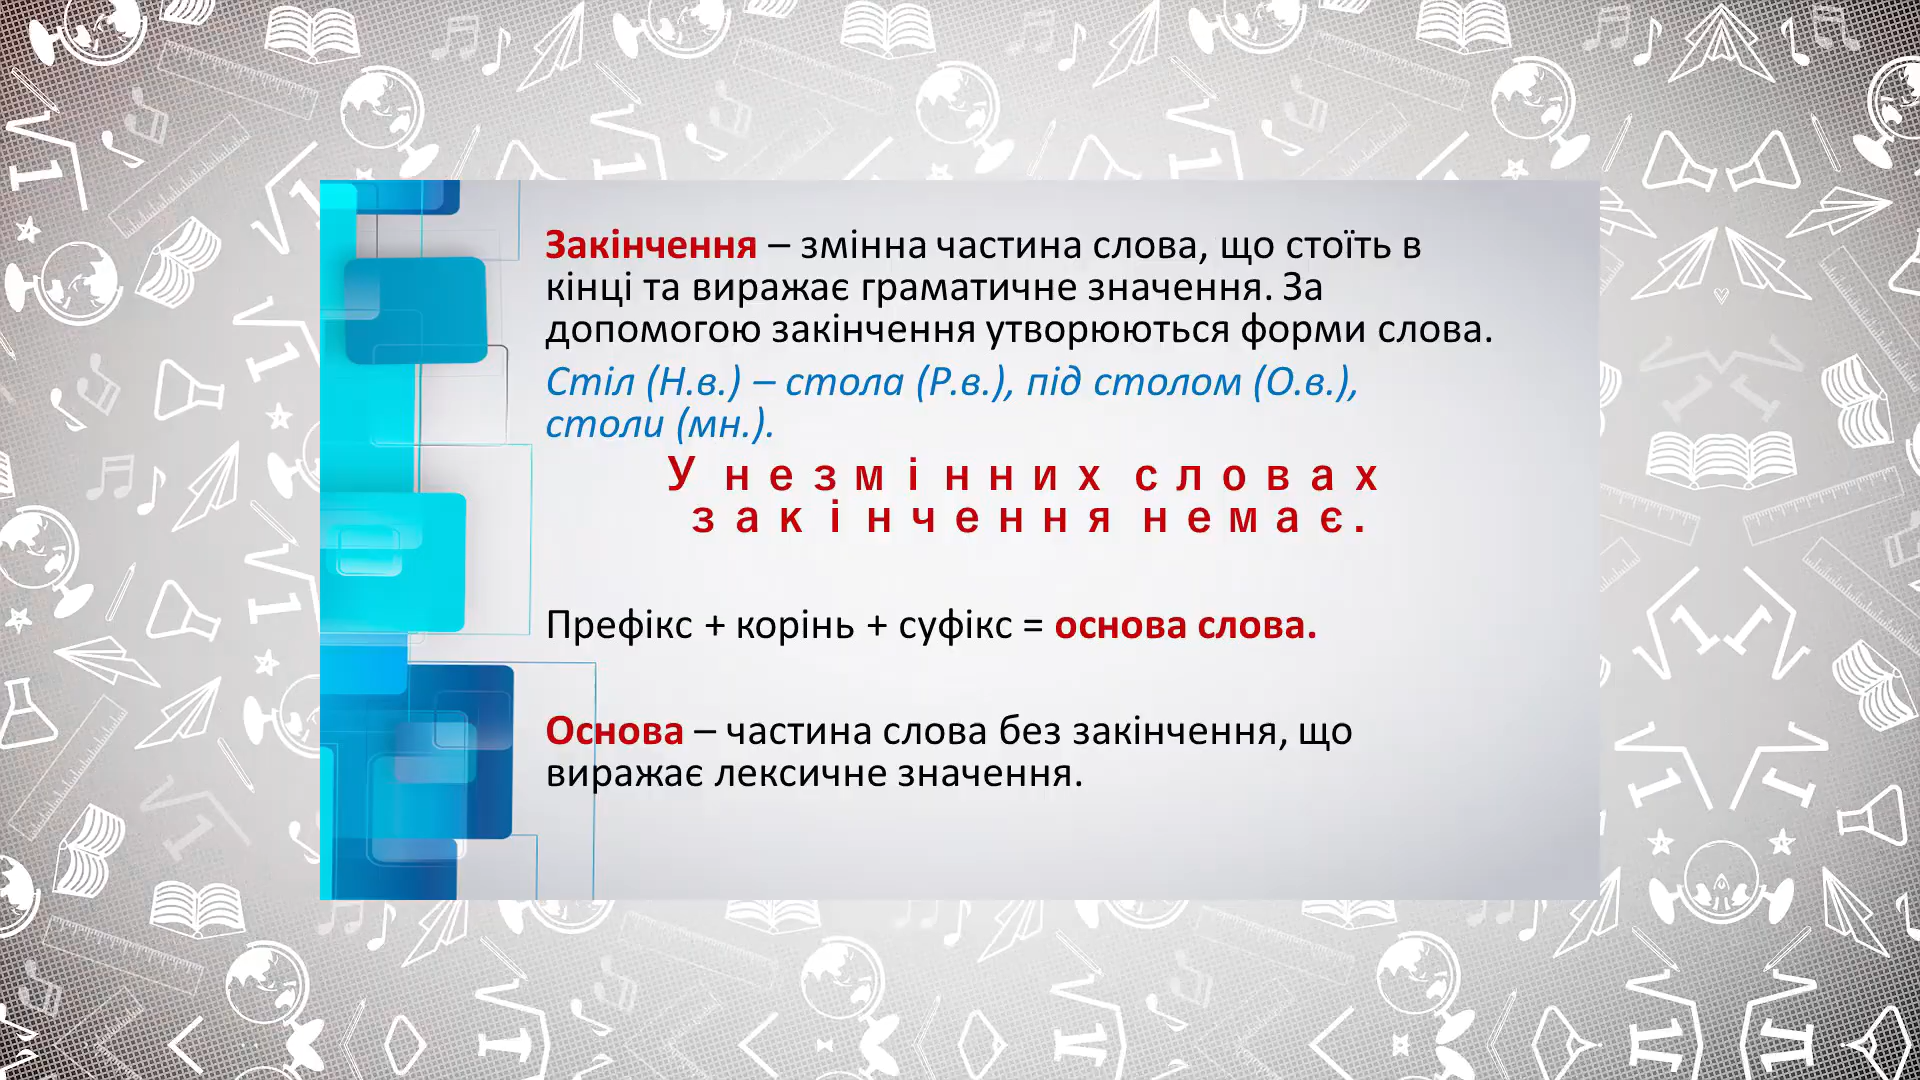 Закінчення – змінна частина слова, що стоїть в
кінці та виражає граматичне значення. За
допомогою закінчення утворюються форми слова.
Стіл (Н.в.) – стола (Р.в.), під столом (О.в.),
столи (мн.).
У незмінних словах
закінчення немає.
Префікс + корінь + суфікс = основа слова.
Основа – частина слова без закінчення, що
виражає лексичне значення.